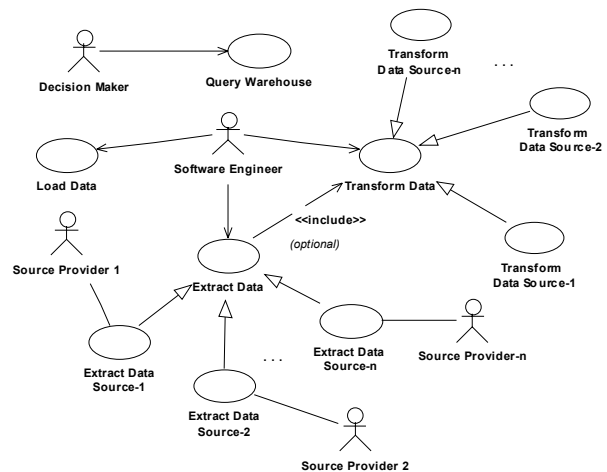 Decision Maker
Query Warehouse
Transform
Data Source-n
. . .
Transform
Data Source-2
Software Engineer
Load Data
Transform Data
<<include>>
(optional)
Source Provider 1
Extract Data
Transform
Data Source-1
Extract Data
Source-1
. . .
Extract Data
Source-n
Source Provider-n
Extract Data
Source-2
Source Provider 2